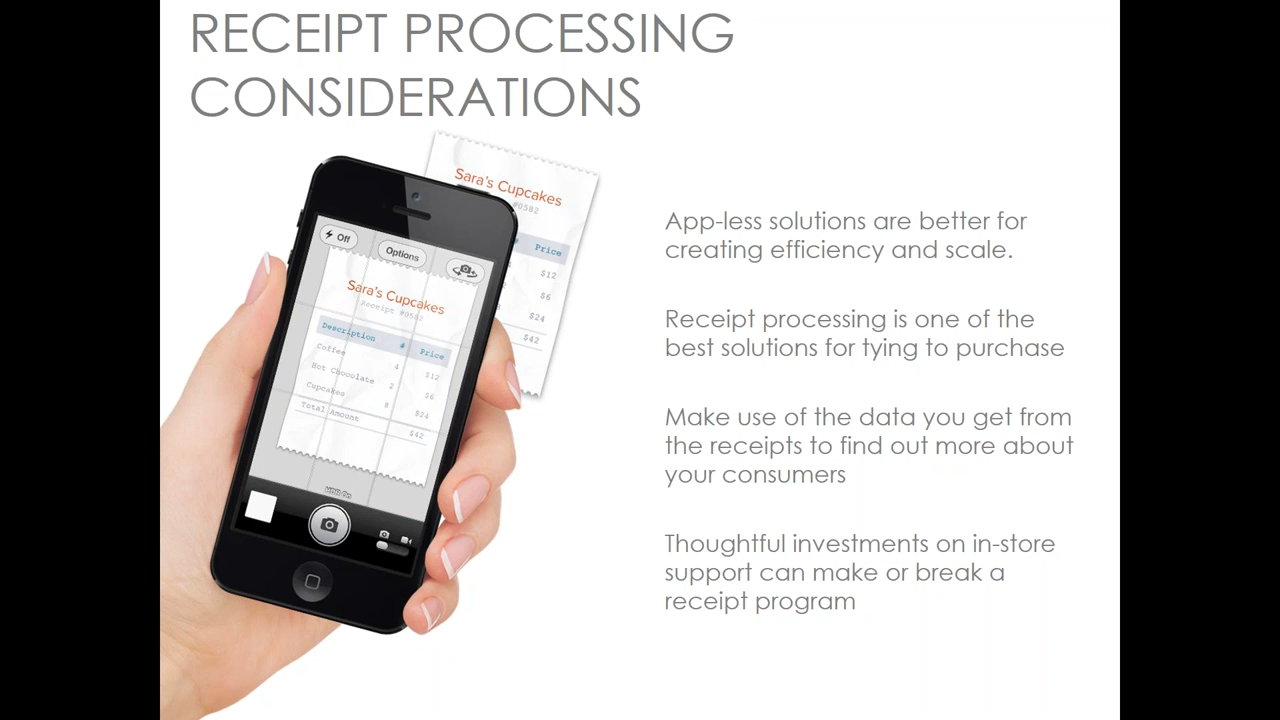 RECEIPT PROCESSING
CONSIDERATIONS
Sara's Cupcakes
#0582
Price
$12
$6
$24
$42
Off
Options
Sara's Cupcakes
Receipt #0582
Description # Price
Coffee 4 $12
Hot Chocolate 2 $6
Cupcakes 8 $24
Total Amount $42
App-less solutions are better for
creating efficiency and scale.
Receipt processing is one of the
best solutions for tying to purchase
Make use of the data you get from
the receipts to find out more about
your consumers
Thoughtful investments on in-store
support can make or break a
receipt program